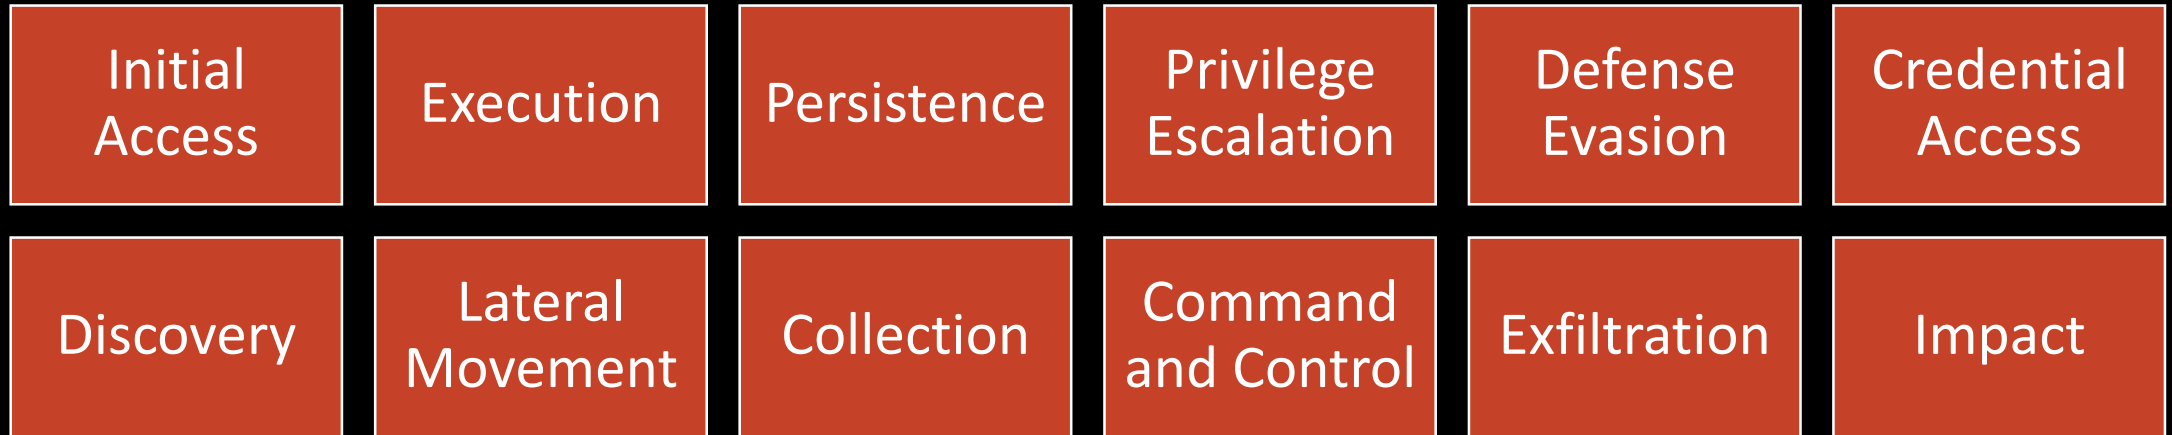 Initial
Access
Execution
Persistence
Privilege
Escalation
Defense
Evasion
Credential
Access
Discovery
Lateral
Movement
Collection
Command
and Control
Exfiltration
Impact